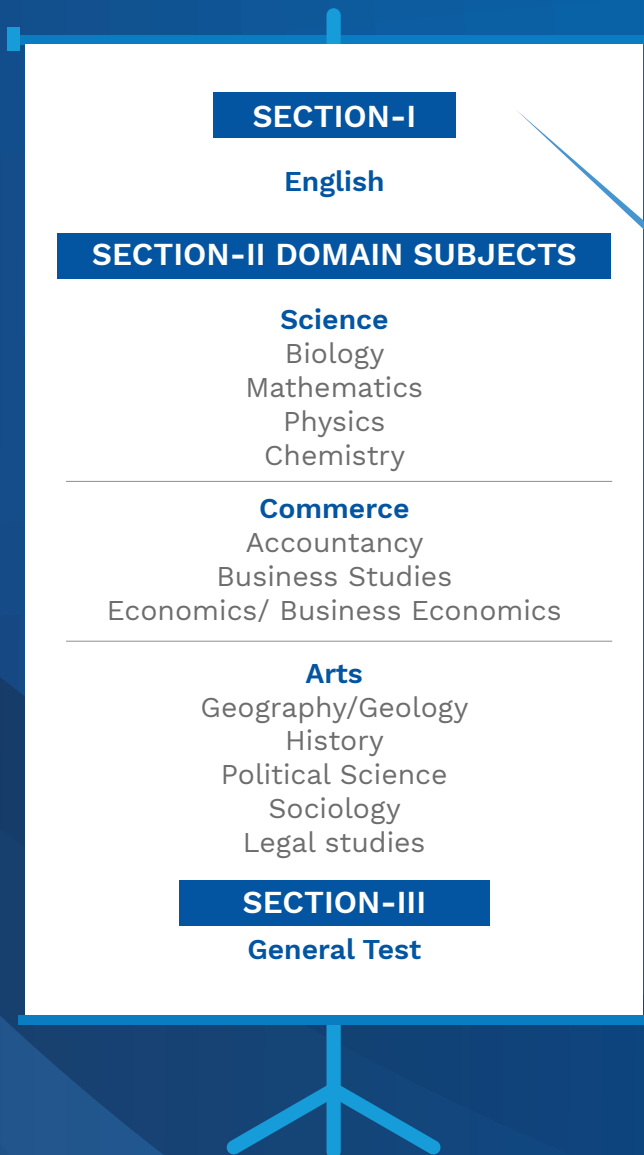 SECTION-I
English
SECTION-II DOMAIN SUBJECTS
Science
Biology
Mathematics
Physics
Chemistry
Commerce
Accountancy
Business Studies
Economics/ Business Economics
Arts
Geography/Geology
History
Political Science
Sociology
Legal studies
SECTION-III
General Test